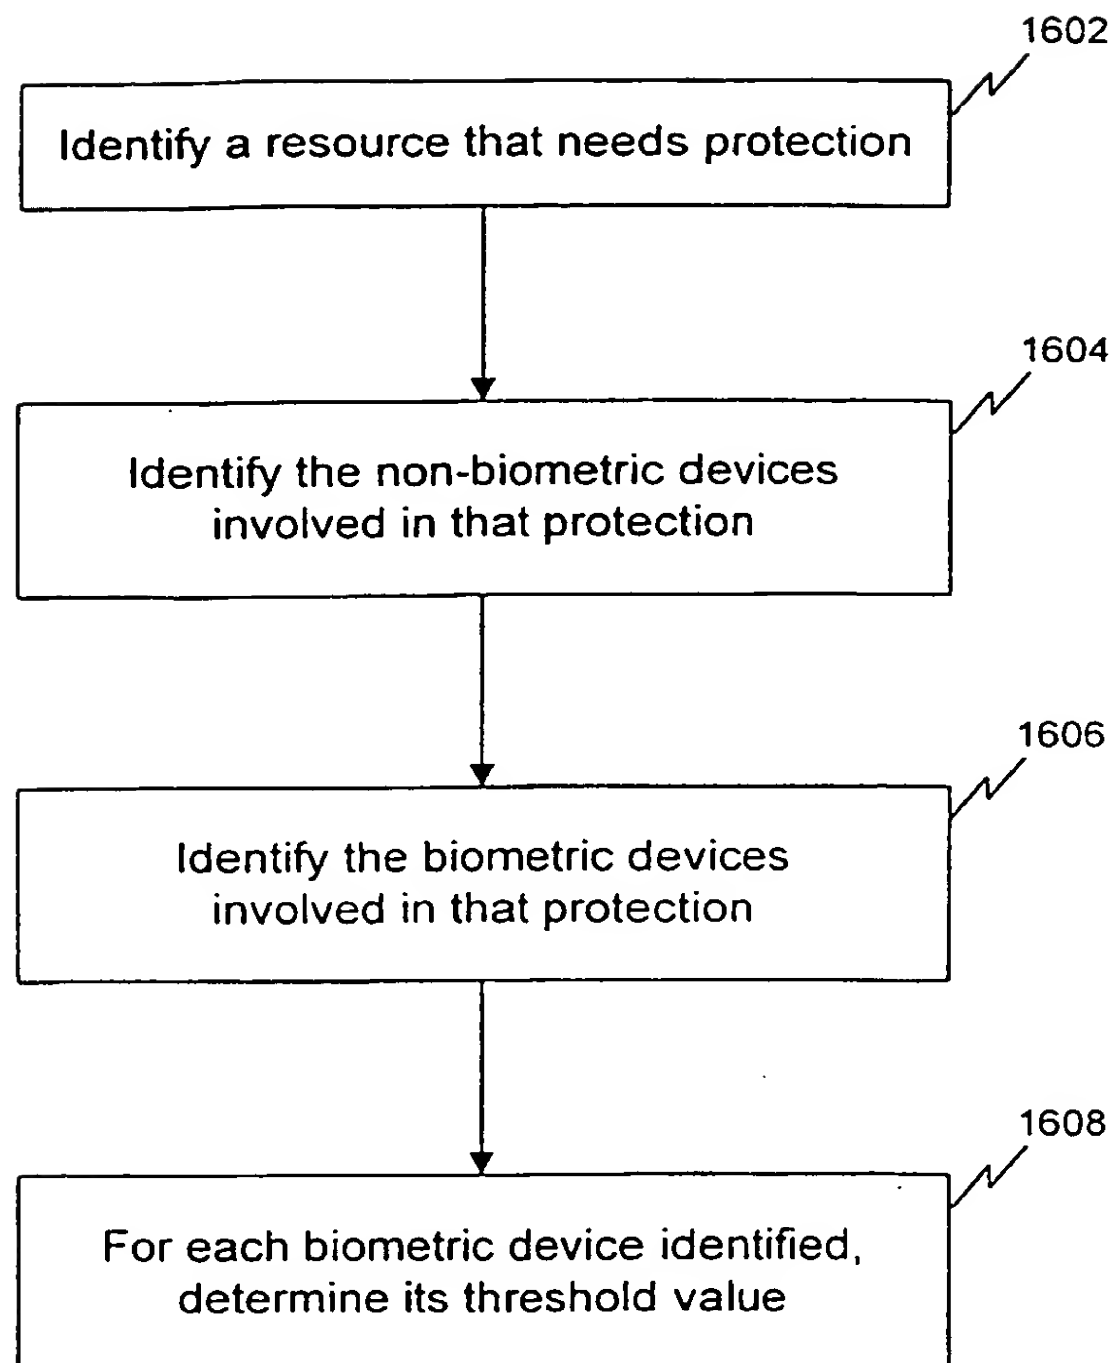 1602
Identify a resource that needs protection
1604
Identify the non-biometric devices
involved in that protection
1606
Identify the biometric devices
involved in that protection
1608
For each biometric device identified,
determine its threshold value